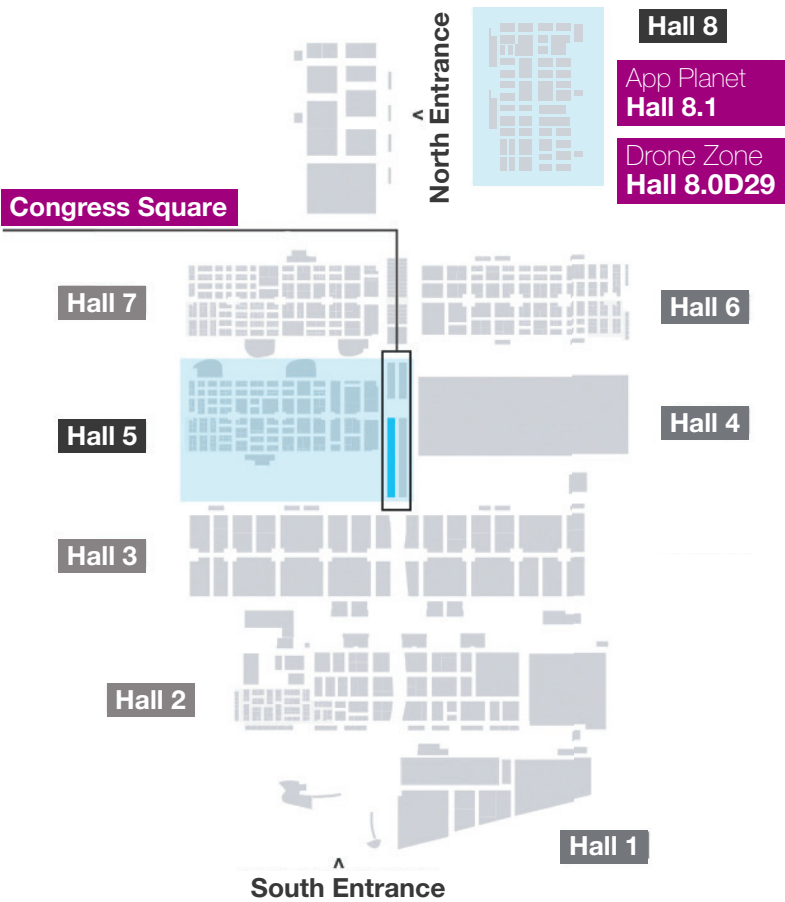 Hall 8
App Planet
Hall 8.1
North Entrance
>
Drone Zone
Hall 8.0D29
Congress Square
Hall 7
Hall 6
Hall 5
Hall 4
Hall 3
Hall 2
Hall 1
>
South Entrance